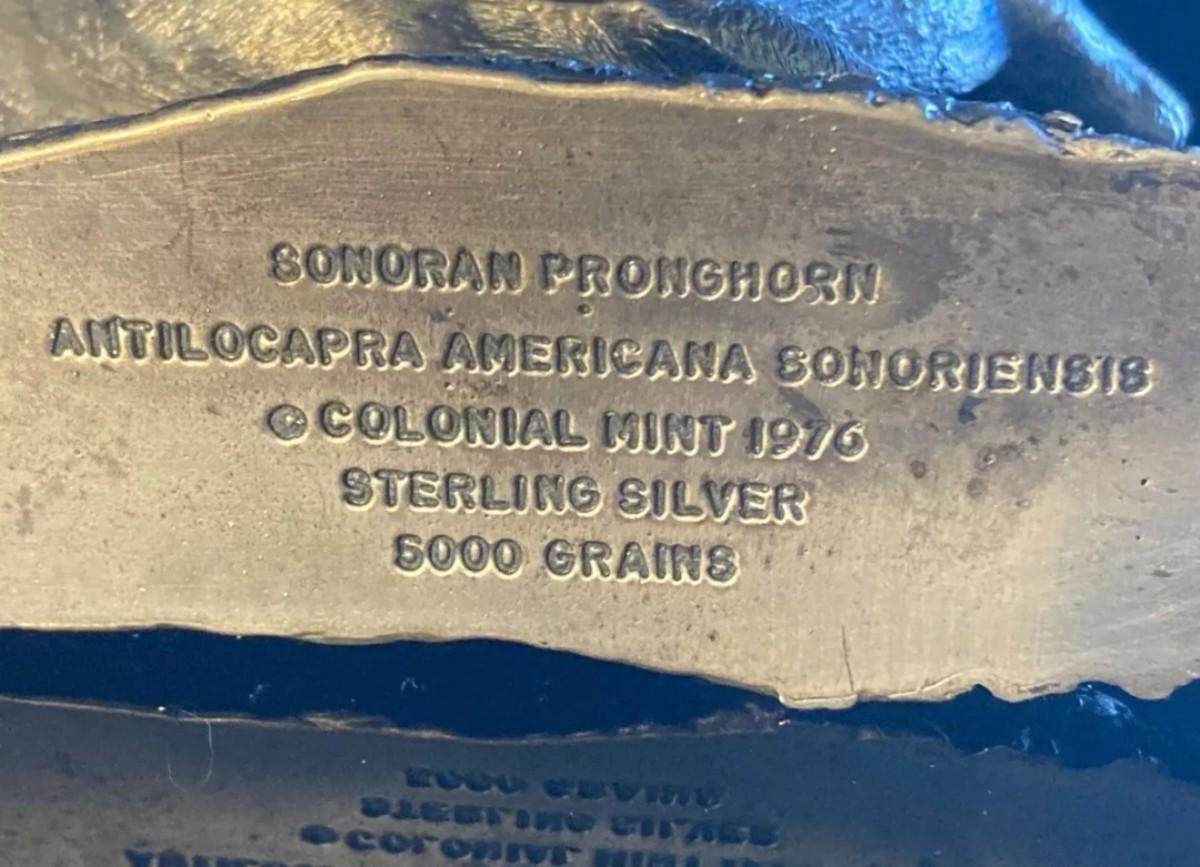 SONORAN PRONGHORN
ANTILOCAPRA AMERICANA SONORIENSIS
© COLONIAL MINT 1976
STERLING SILVER
5000 GRAINS